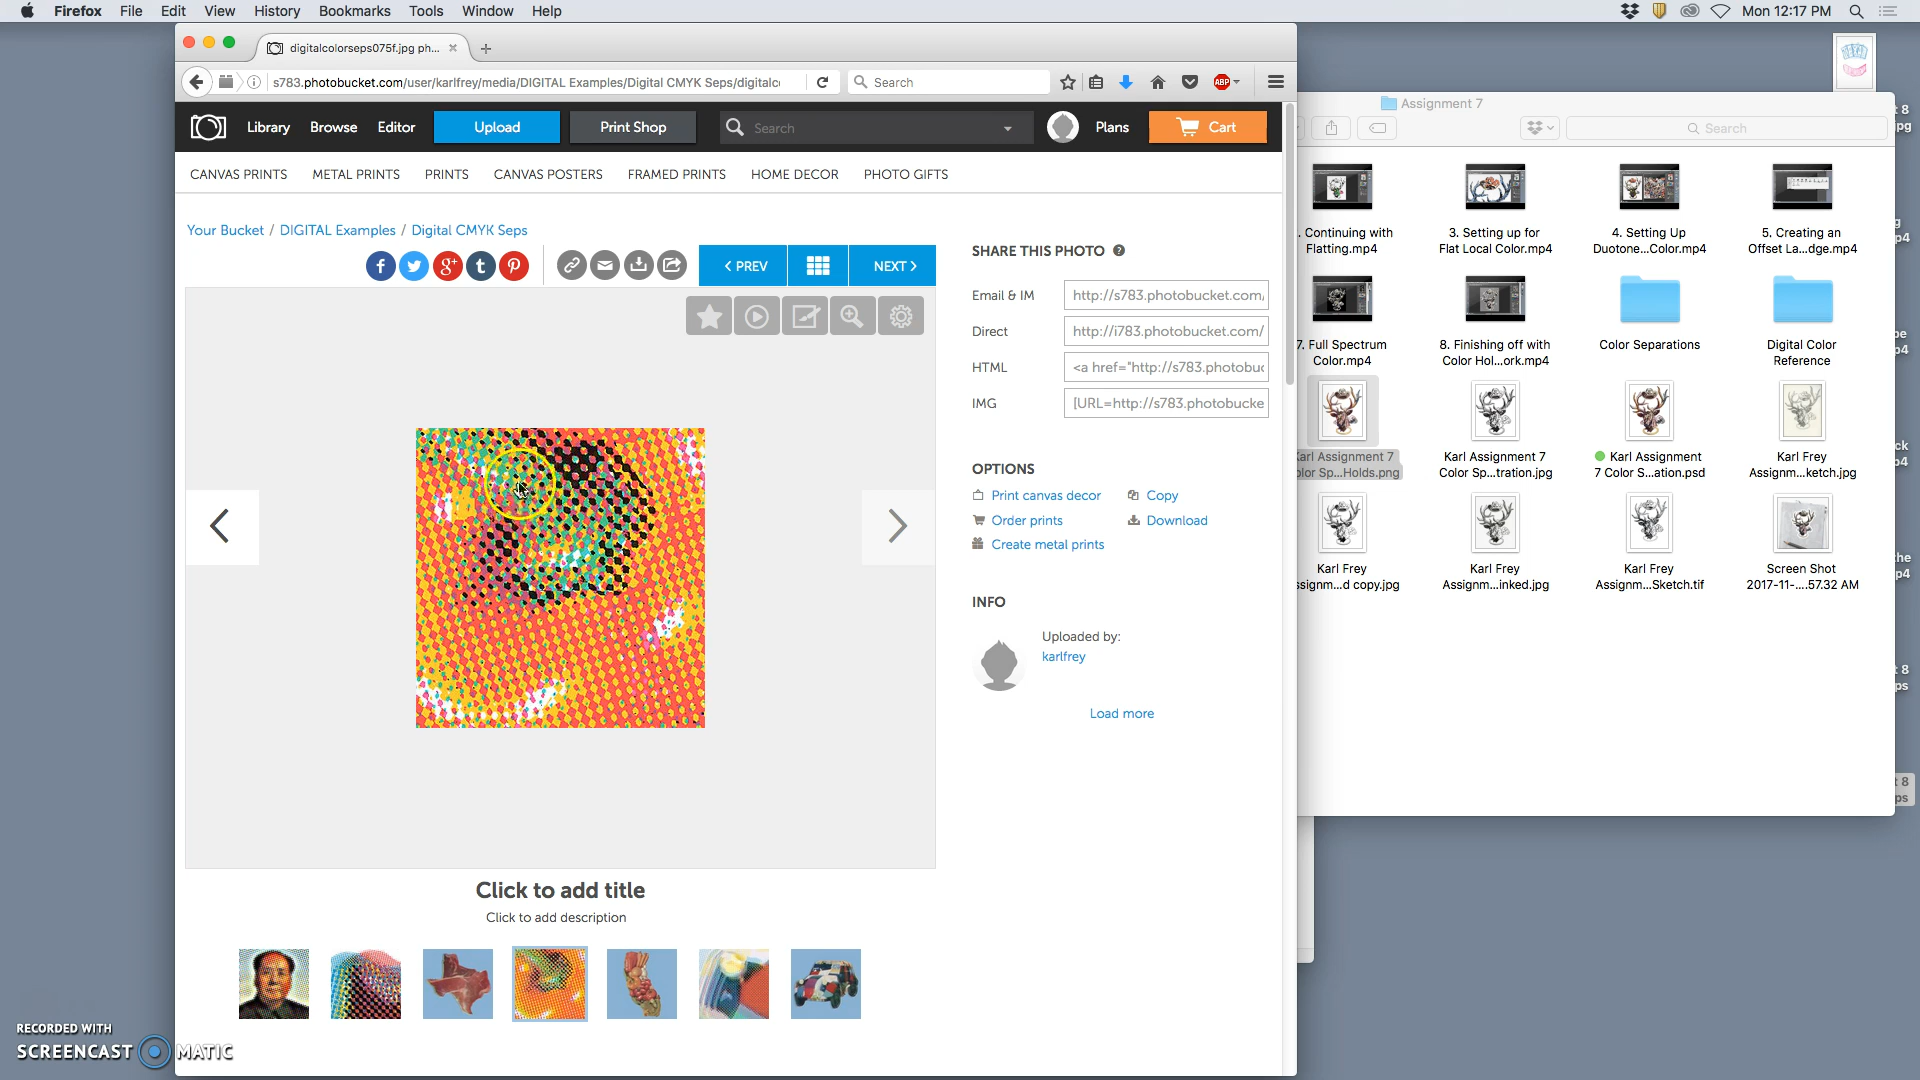 Firefox File Edit View History Bookmarks Tools Window Help
Mon 12:17 PM
digitalcolorseps075f.jpg ph...
s783.photobucket.com/user/karlfrey/media/DIGITAL Examples/Digital CMYK Seps/digitalc
Search
ABP
Library Browse Editor Upload Print Shop Search Plans Cart
CANVAS PRINTS METAL PRINTS PRINTS CANVAS POSTERS FRAMED PRINTS HOME DECOR PHOTO GIFTS
Your Bucket / DIGITAL Examples / Digital CMYK Seps
PREV NEXT
SHARE THIS PHOTO ?
Email & IM http://s783.photobucket.com/
Direct http://i783.photobucket.com/
HTML <a href="http://s783.photobuc
IMG [URL=http://s783.photobucke
OPTIONS
Print canvas decor Copy
Order prints Download
Create metal prints
INFO
Uploaded by:
karlfrey
Load more
Click to add title
Click to add description
Assignment 7
Search
. Continuing with
Flatting.mp4
3. Setting up for
Flat Local Color.mp4
4. Setting Up
Duotone...Color.mp4
5. Creating an
Offset La...dge.mp4
7. Full Spectrum
Color.mp4
8. Finishing off with
Color Hol...ork.mp4
Color Separations
Digital Color
Reference
Karl Assignment 7
olor Sp...Holds.png
Karl Assignment 7
Color Sp...tration.jpg
Karl Assignment
7 Color S...ation.psd
Karl Frey
Assignm...ketch.jpg
Karl Frey
ssignm...d copy.jpg
Karl Frey
Assignm...inked.jpg
Karl Frey
Assignm...Sketch.tif
Screen Shot
2017-11-....57.32 AM
RECORDED WITH
SCREENCAST MATIC